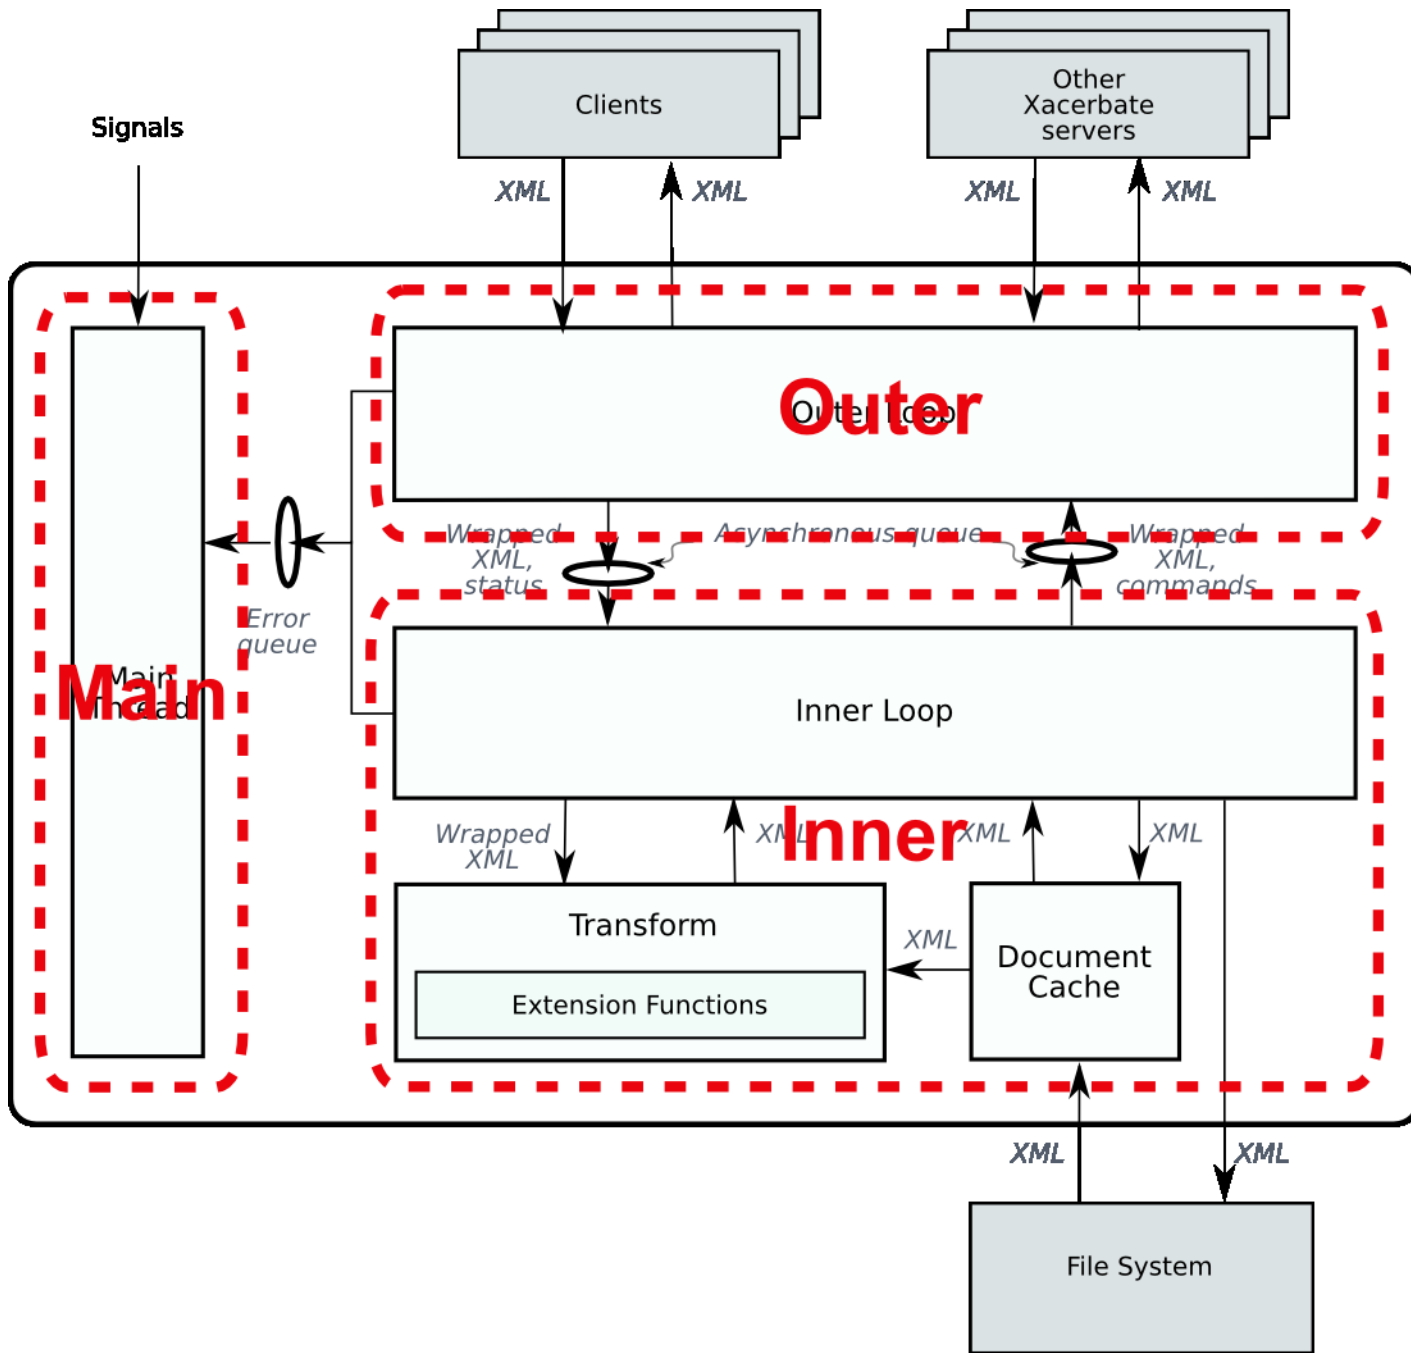 Clients
Other
Xacerbate
servers
Signals
XML
XML
XML
XML
Outer
Outer Loop
Wrapped
XML,
status
Asynchroneus queue
Wrapped
XML,
commands
Error
queue
Main
Main
Thread
Inner Loop
Inner
Wrapped
XML
XML
XML
XML
Transform
Extension Functions
XML
Document
Cache
XML
XML
File System